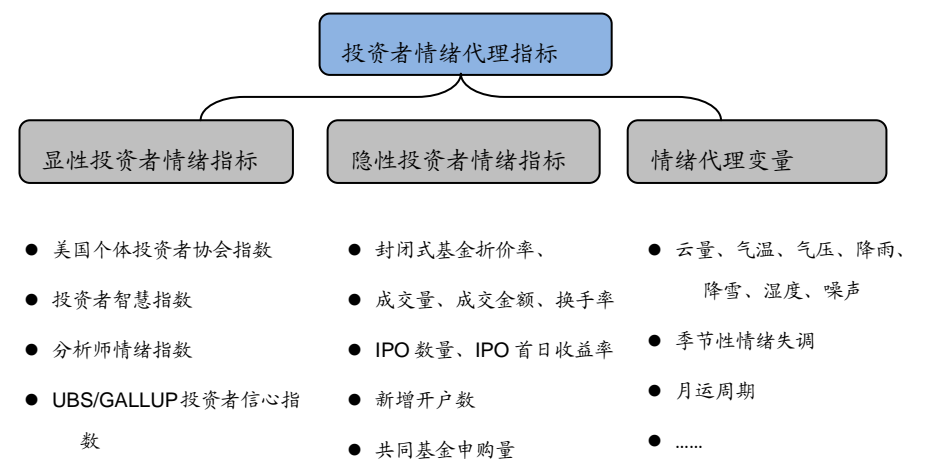 投资者情绪代理指标
显性投资者情绪指标
隐性投资者情绪指标
情绪代理变量
● 美国个体投资者协会指数
● 投资者智慧指数
● 分析师情绪指数
● UBS/GALLUP投资者信心指
数
● 封闭式基金折价率、
● 成交量、成交金额、换手率
● IPO 数量、IPO 首日收益率
● 新增开户数
● 共同基金申购量
● 云量、气温、气压、降雨、
降雪、湿度、噪声
● 季节性情绪失调
● 月运周期
● ……